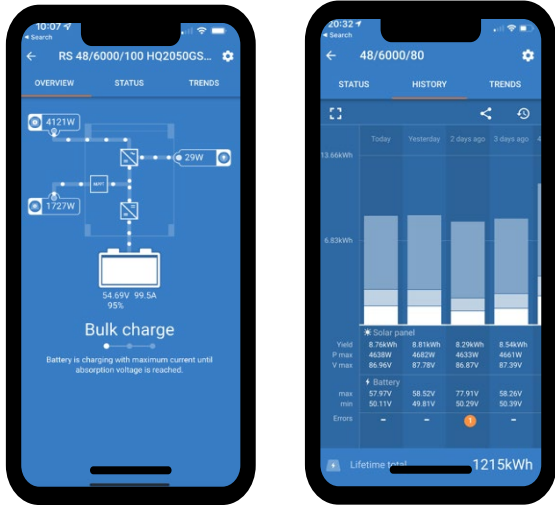 10:07
Search
RS 48/6000/100 HQ2050GS...
OVERVIEW STATUS TRENDS
4121W
29W
MPPT
1727W
54.69V 99.5A
95%
Bulk charge
Battery is charging with maximum current until
absorption voltage is reached.
20:32
Search
48/6000/80
STATUS HISTORY TRENDS
Today Yesterday 2 days ago 3 days ago 4
13.66kWh
6.83kWh
Solar panel
Yield 8.76kWh 8.81kWh 8.29kWh 8.54kWh
P max 4638W 4682W 4633W 4661W
V max 86.96V 87.78V 86.87V 87.39V
Battery
max 57.97V 58.52V 77.91V 58.26V
min 50.11V 49.81V 50.29V 50.39V
Errors - - 1 -
Lifetime total 1215kWh